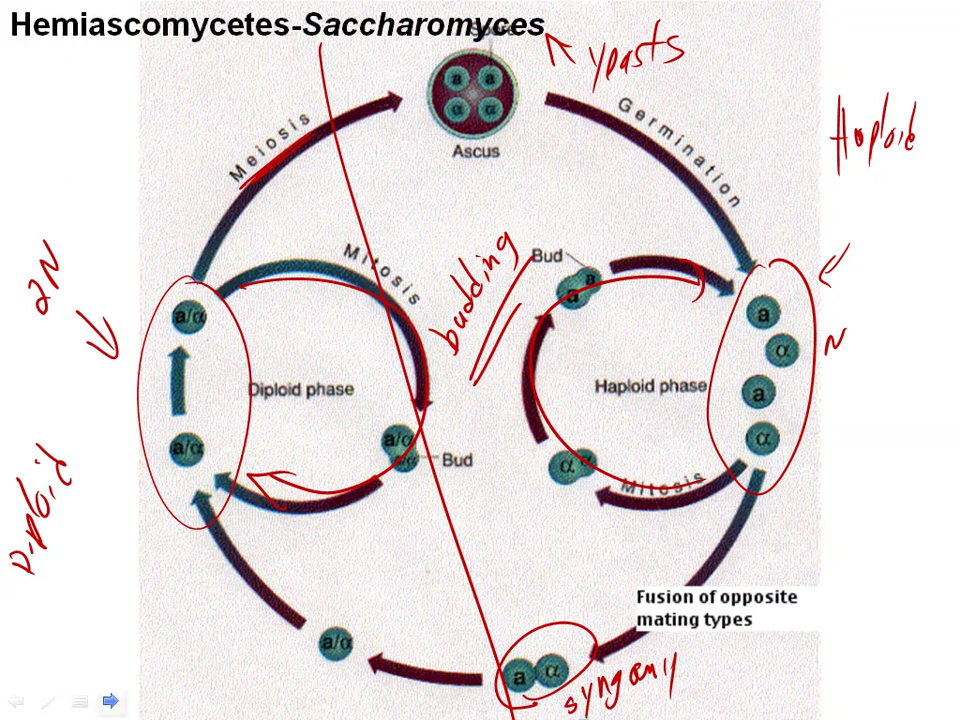 Hemiascomycetes-Saccharomyces
yeasts
a a
α α
Ascus
Meiosis
Germination
Haploid
Mitosis
budding
Bud
a
a
2N
a/α
a
α
N
Diploid phase
Haploid phase
a
α
a/α
a/α
a/α
Bud
α α
Mitosis
Diploid
Fusion of opposite
mating types
a/α
a α
syngamy